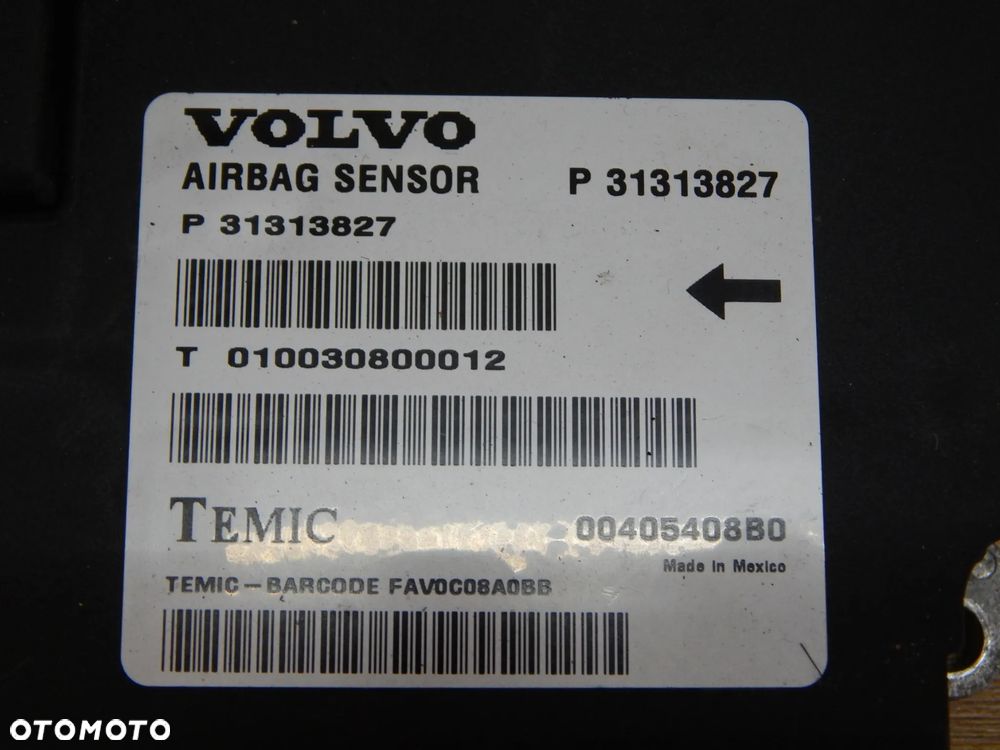 VOLVO
AIRBAG SENSOR P 31313827
P 31313827
T 010030800012
TEMIC 00405408B0
Made in Mexico
TEMIC-BARCODE FAV0C08A0BB
OTOMOTO